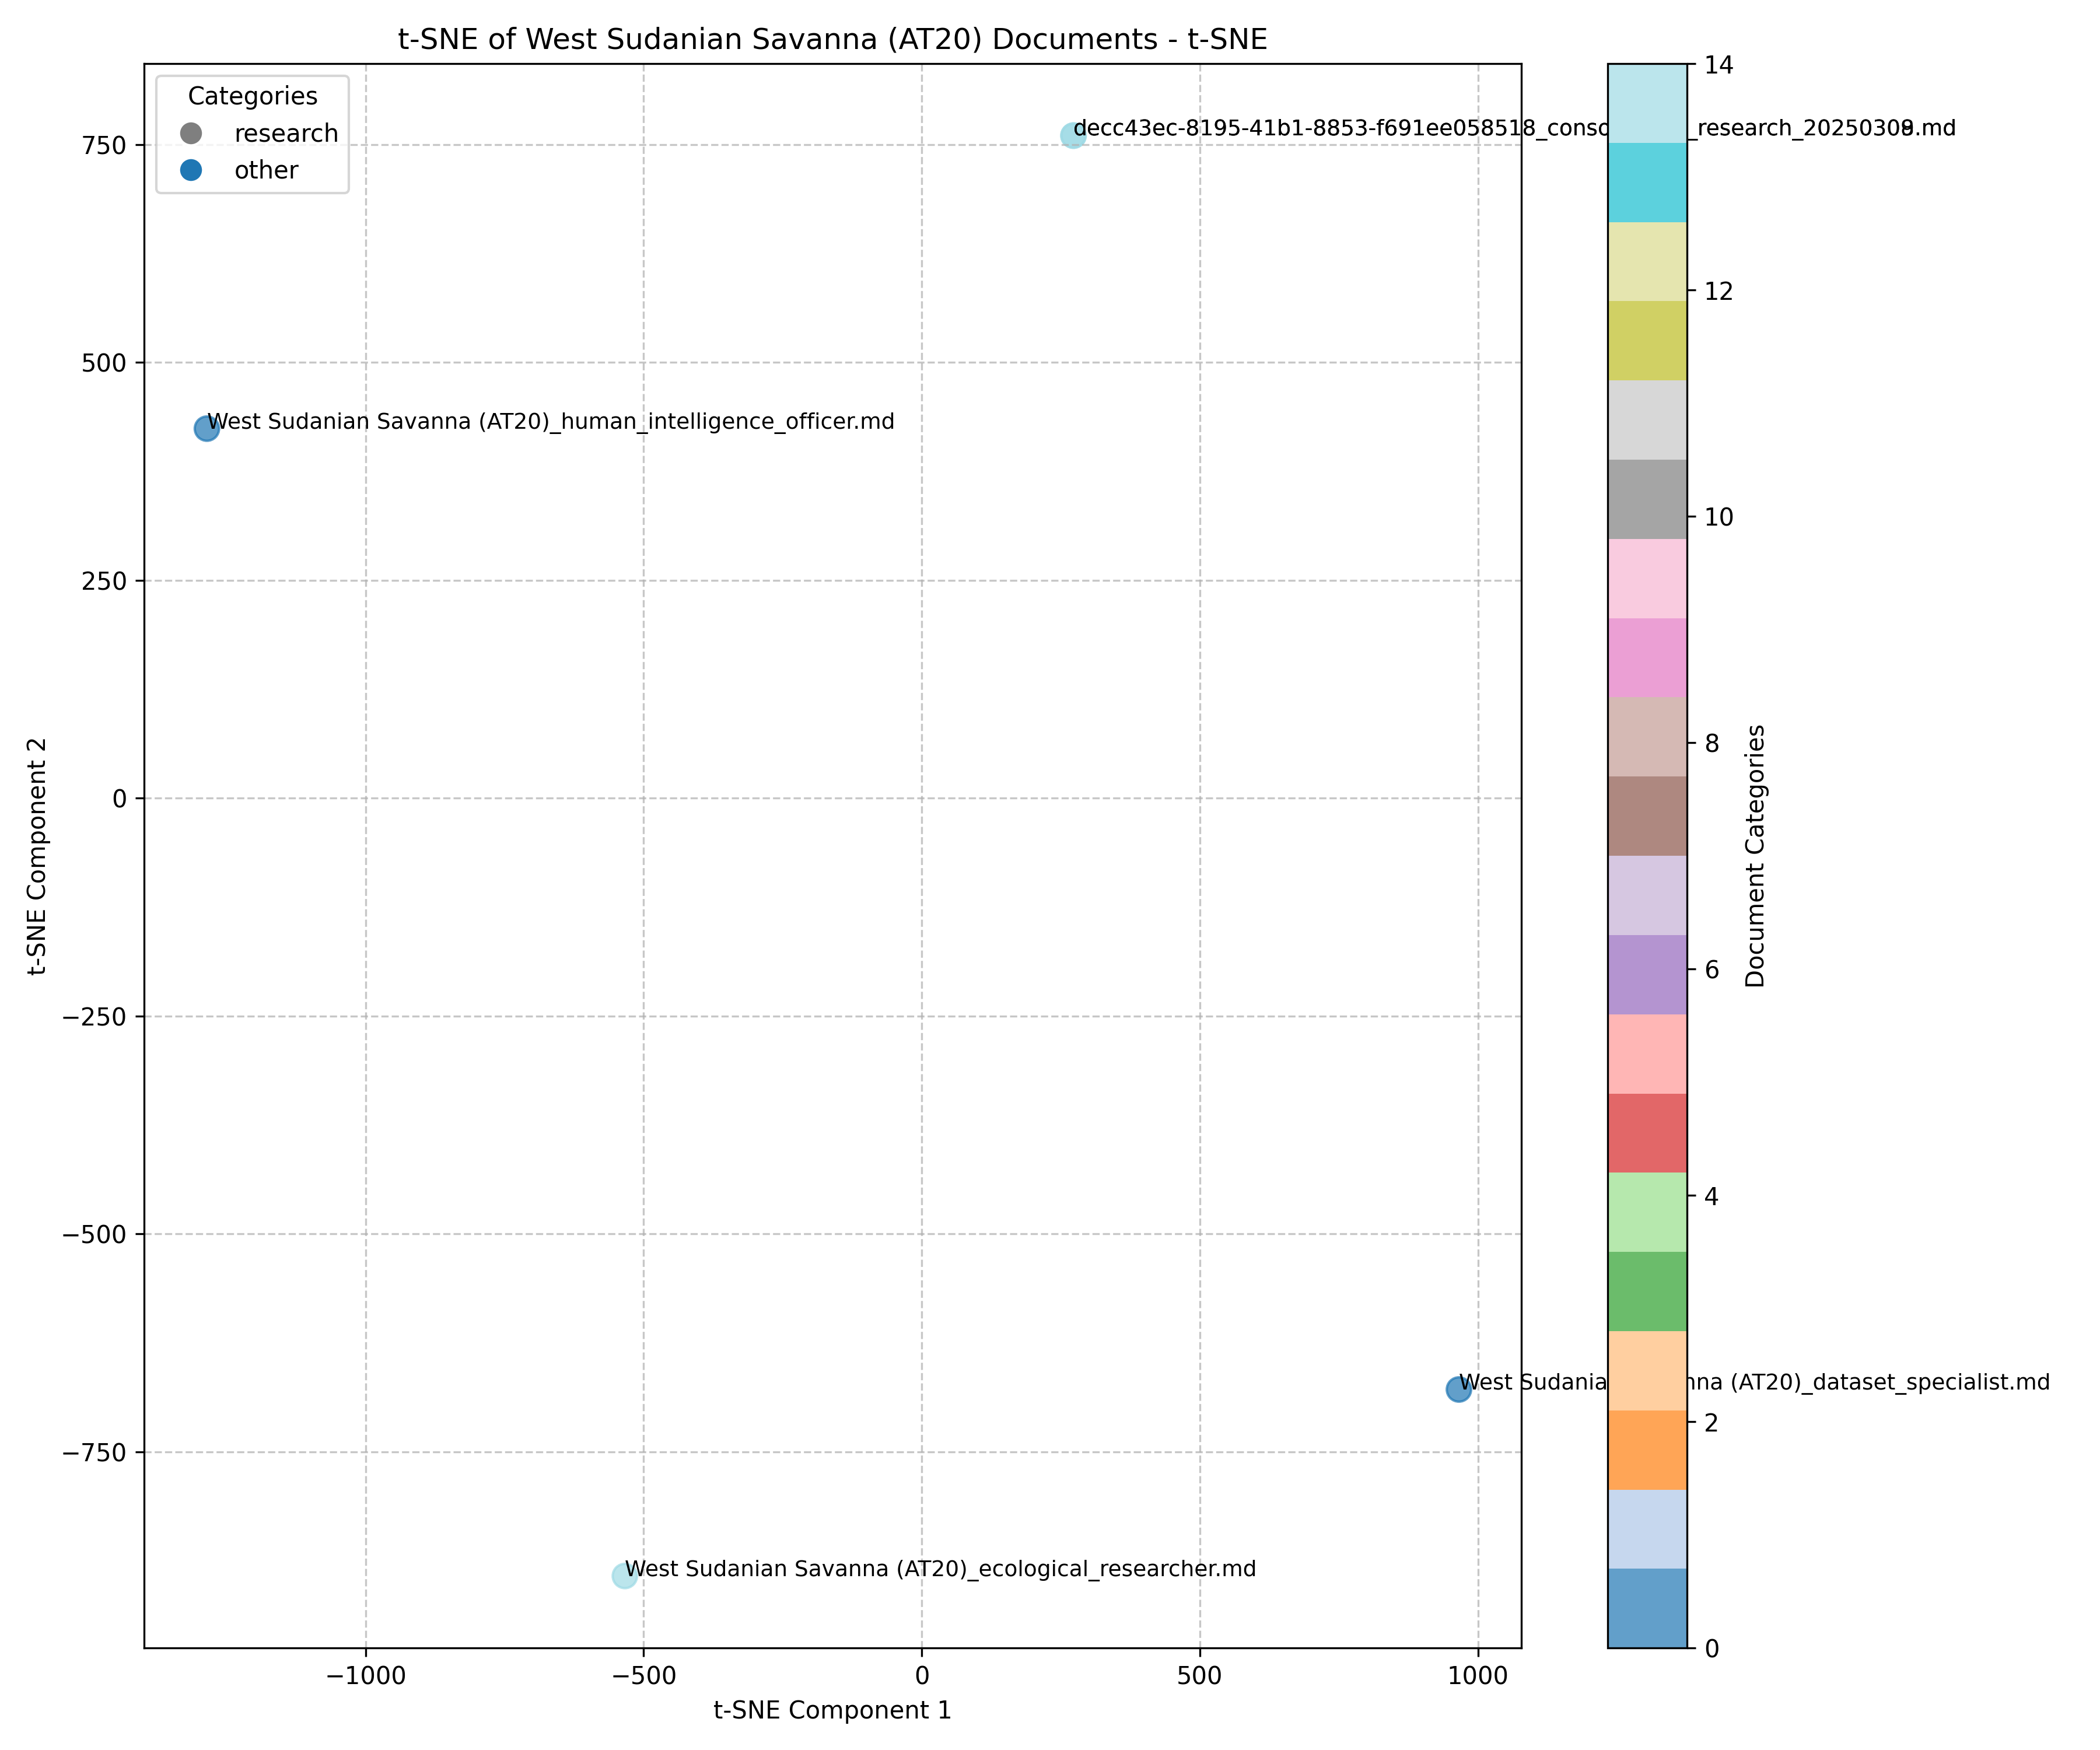 t-SNE of West Sudanian Savanna (AT20) Documents - t-SNE
Categories
research
other
decc43ec-8195-41b1-8853-f691ee058518_conso
_research_20250309.md
West Sudanian Savanna (AT20)_human_intelligence_officer.md
West Sudania
nna (AT20)_dataset_specialist.md
West Sudanian Savanna (AT20)_ecological_researcher.md
750
500
250
0
−250
−500
−750
t-SNE Component 2
−1000
−500
0
500
1000
t-SNE Component 1
14
12
10
8
6
4
2
0
Document Categories